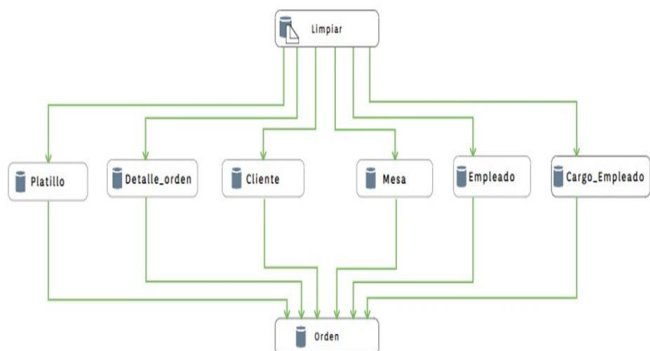 Limpiar
Platillo
Detalle_orden
Cliente
Mesa
Empleado
Cargo_Empleado
Orden